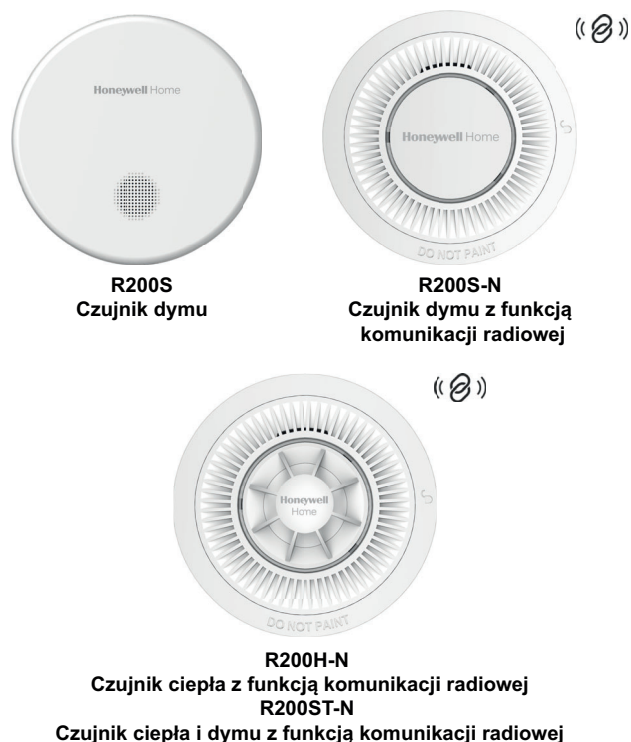 Honeywell Home
R200S
Czujnik dymu
Honeywell Home
DO NOT PAINT
R200S-N
Czujnik dymu z funkcją
komunikacji radiowej
Honeywell
Home
DO NOT PAINT
R200H-N
Czujnik ciepła z funkcją komunikacji radiowej
R200ST-N
Czujnik ciepła i dymu z funkcją komunikacji radiowej